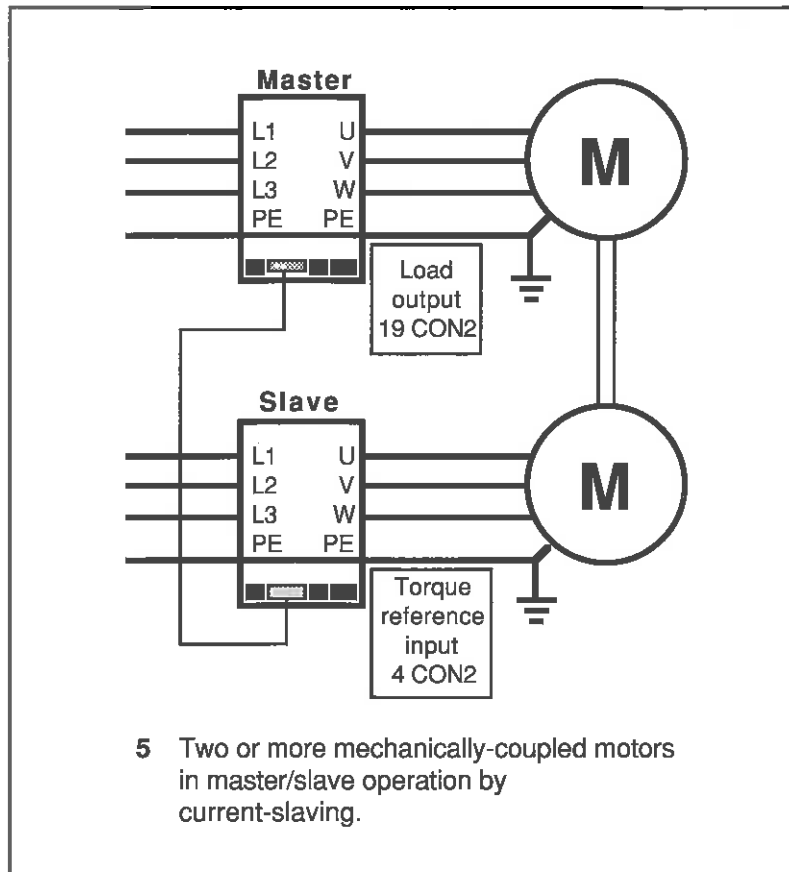 Master
L1 U
L2 V
L3 W
PE PE
M
Load
output
19 CON2
Slave
L1 U
L2 V
L3 W
PE PE
M
Torque
reference
input
4 CON2
5 Two or more mechanically-coupled motors
in master/slave operation by
current-slaving.